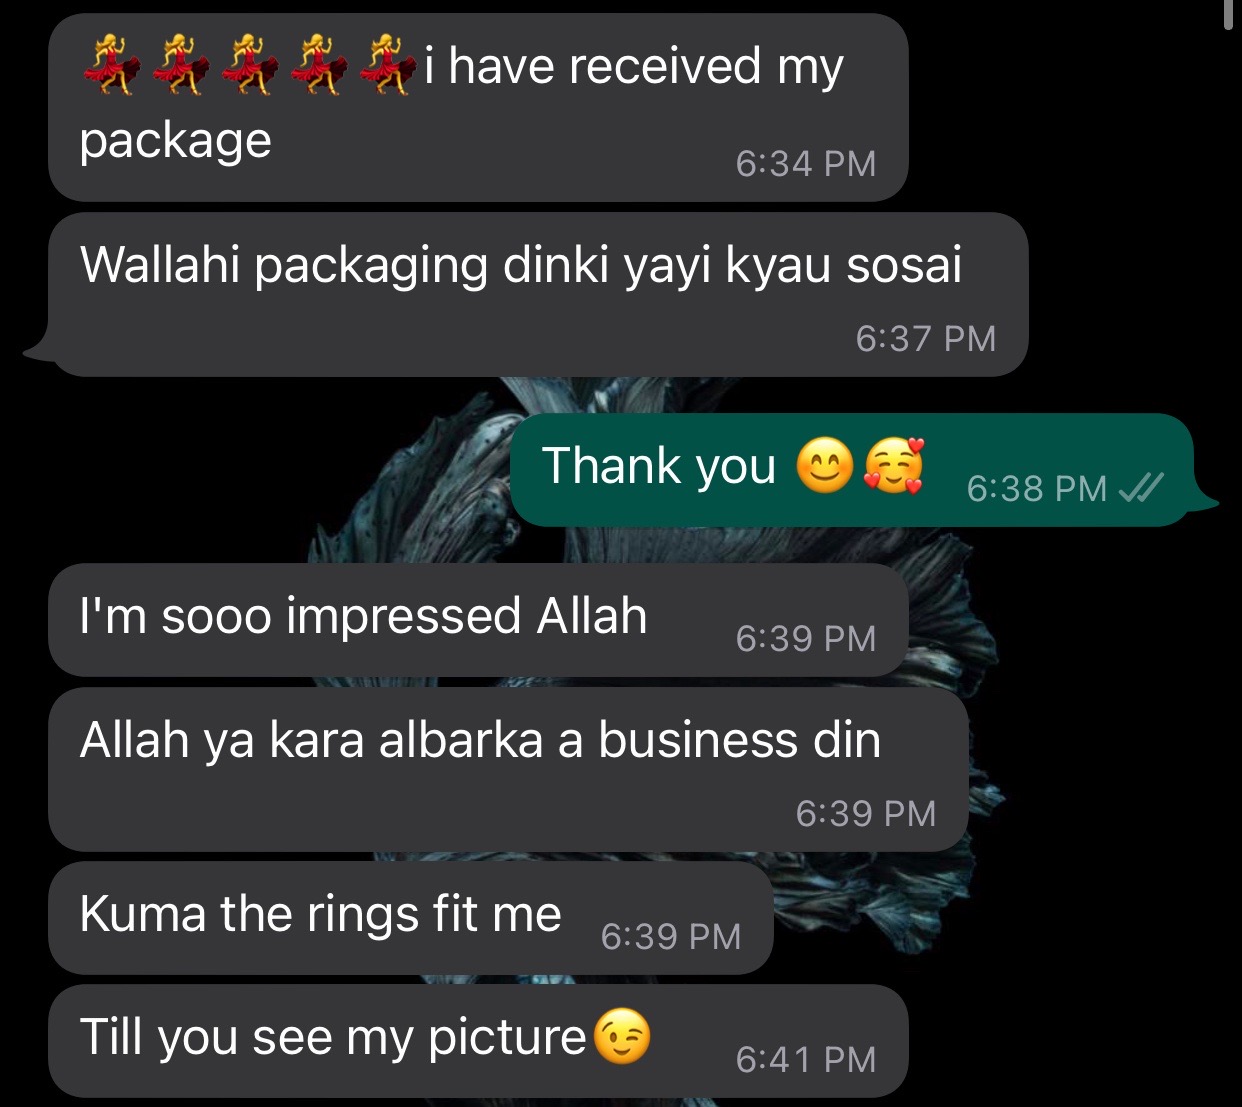 💃💃💃💃💃i have received my
package
6:34 PM
Wallahi packaging dinki yayi kyau sosai
6:37 PM
Thank you 😊🥰 6:38 PM
I'm sooo impressed Allah 6:39 PM
Allah ya kara albarka a business din
6:39 PM
Kuma the rings fit me 6:39 PM
Till you see my picture😉 6:41 PM